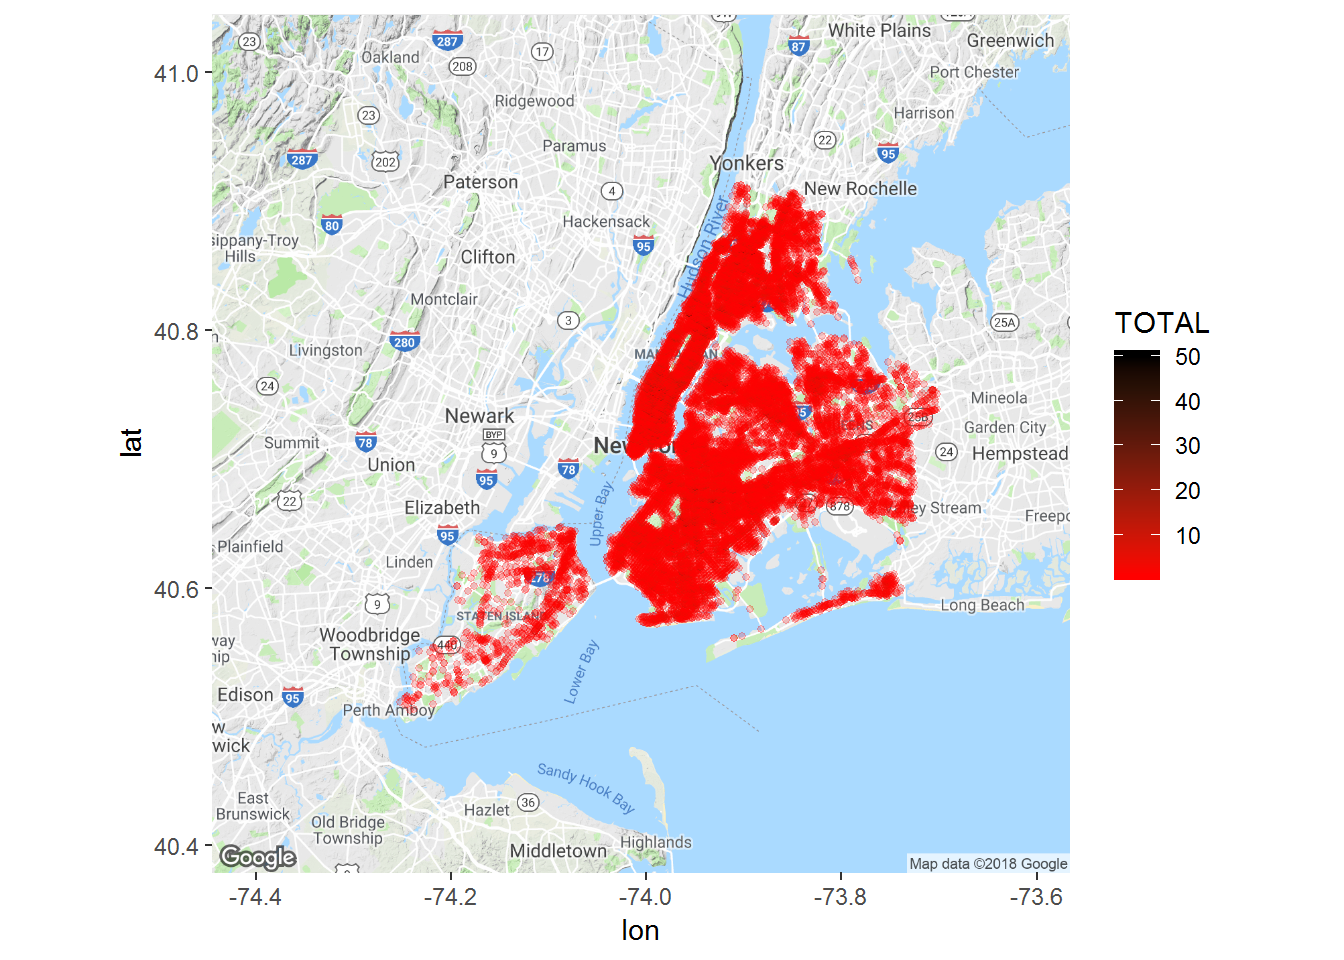 White Plains
Greenwich
Port Chester
Harrison
Oakland
Ridgewood
Paramus
Yonkers
New Rochelle
Paterson
Hackensack
Hudson River
sippany-Troy
Hills
Clifton
Montclair
Livingston
Newark
Summit
Union
Elizabeth
Upper Bay
Plainfield
Linden
STATEN ISLAND
Woodbridge
Township
Edison
Perth Amboy
Lower Bay
Sandy Hook Bay
East
Brunswick
Old Bridge
Township
Hazlet
Middletown
Highlands
Mineola
Garden City
Hempstead
ey Stream
Freepo
Long Beach
23
287
208
17
87
22
95
23
287
202
4
80
95
3
280
24
78
BYP
9
95
78
22
95
9
278
440
95
36
25A
24
878
Google
Map data ©2018 Google
41.0
40.8
40.6
40.4
lat
-74.4
-74.2
-74.0
-73.8
-73.6
lon
TOTAL
50
40
30
20
10